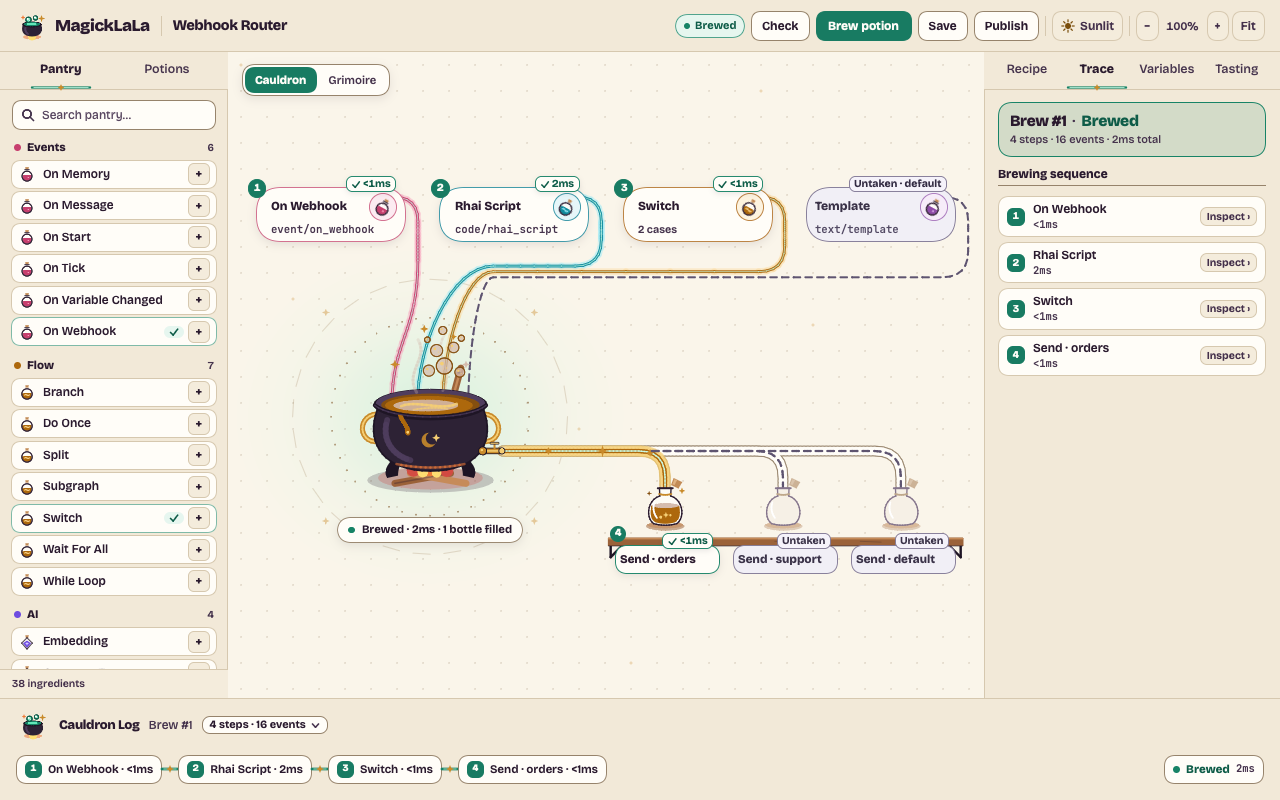 MagickLaLa
Webhook Router
Brewed
Check
Brew potion
Save
Publish
Sunlit
−
100%
+
Fit
Pantry
Potions
Search pantry...
Events 6
On Memory +
On Message +
On Start +
On Tick +
On Variable Changed +
On Webhook +
Flow 7
Branch +
Do Once +
Split +
Subgraph +
Switch +
Wait For All +
While Loop +
AI 4
Embedding +
38 ingredients
Cauldron
Grimoire
1
<1ms
On Webhook
event/on_webhook
2
2ms
Rhai Script
code/rhai_script
3
<1ms
Switch
2 cases
Untaken · default
Template
text/template
Brewed · 2ms · 1 bottle filled
4
<1ms
Send · orders
Untaken
Send · support
Untaken
Send · default
Recipe
Trace
Variables
Tasting
Brew #1 · Brewed
4 steps · 16 events · 2ms total
Brewing sequence
1
On Webhook
<1ms
Inspect ›
2
Rhai Script
2ms
Inspect ›
3
Switch
<1ms
Inspect ›
4
Send · orders
<1ms
Inspect ›
Cauldron Log
Brew #1
4 steps · 16 events
1 On Webhook · <1ms
2 Rhai Script · 2ms
3 Switch · <1ms
4 Send · orders · <1ms
Brewed 2ms